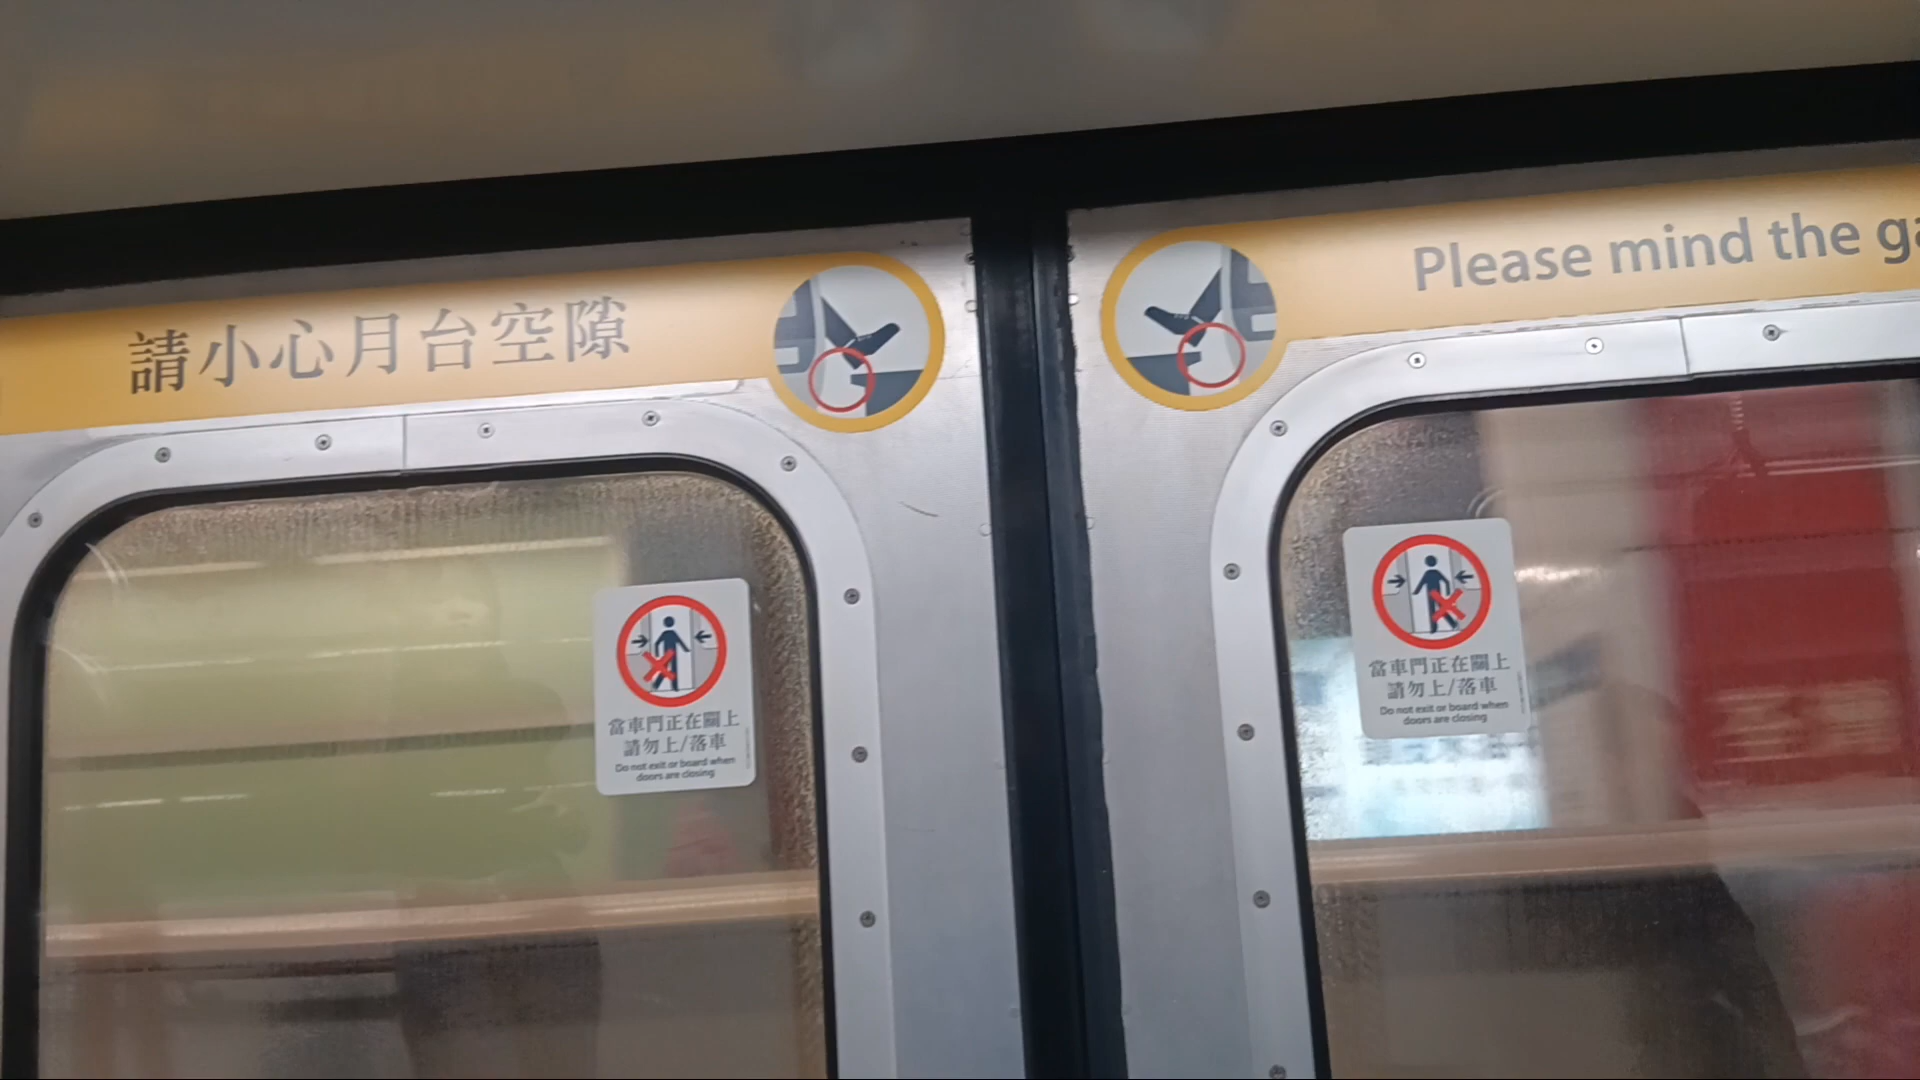 請小心月台空隙
Please mind the ga
當車門正在關上
請勿上/落車
Do not exit or board when
doors are closing
當車門正在關上
請勿上/落車
Do not exit or board when
doors are closing